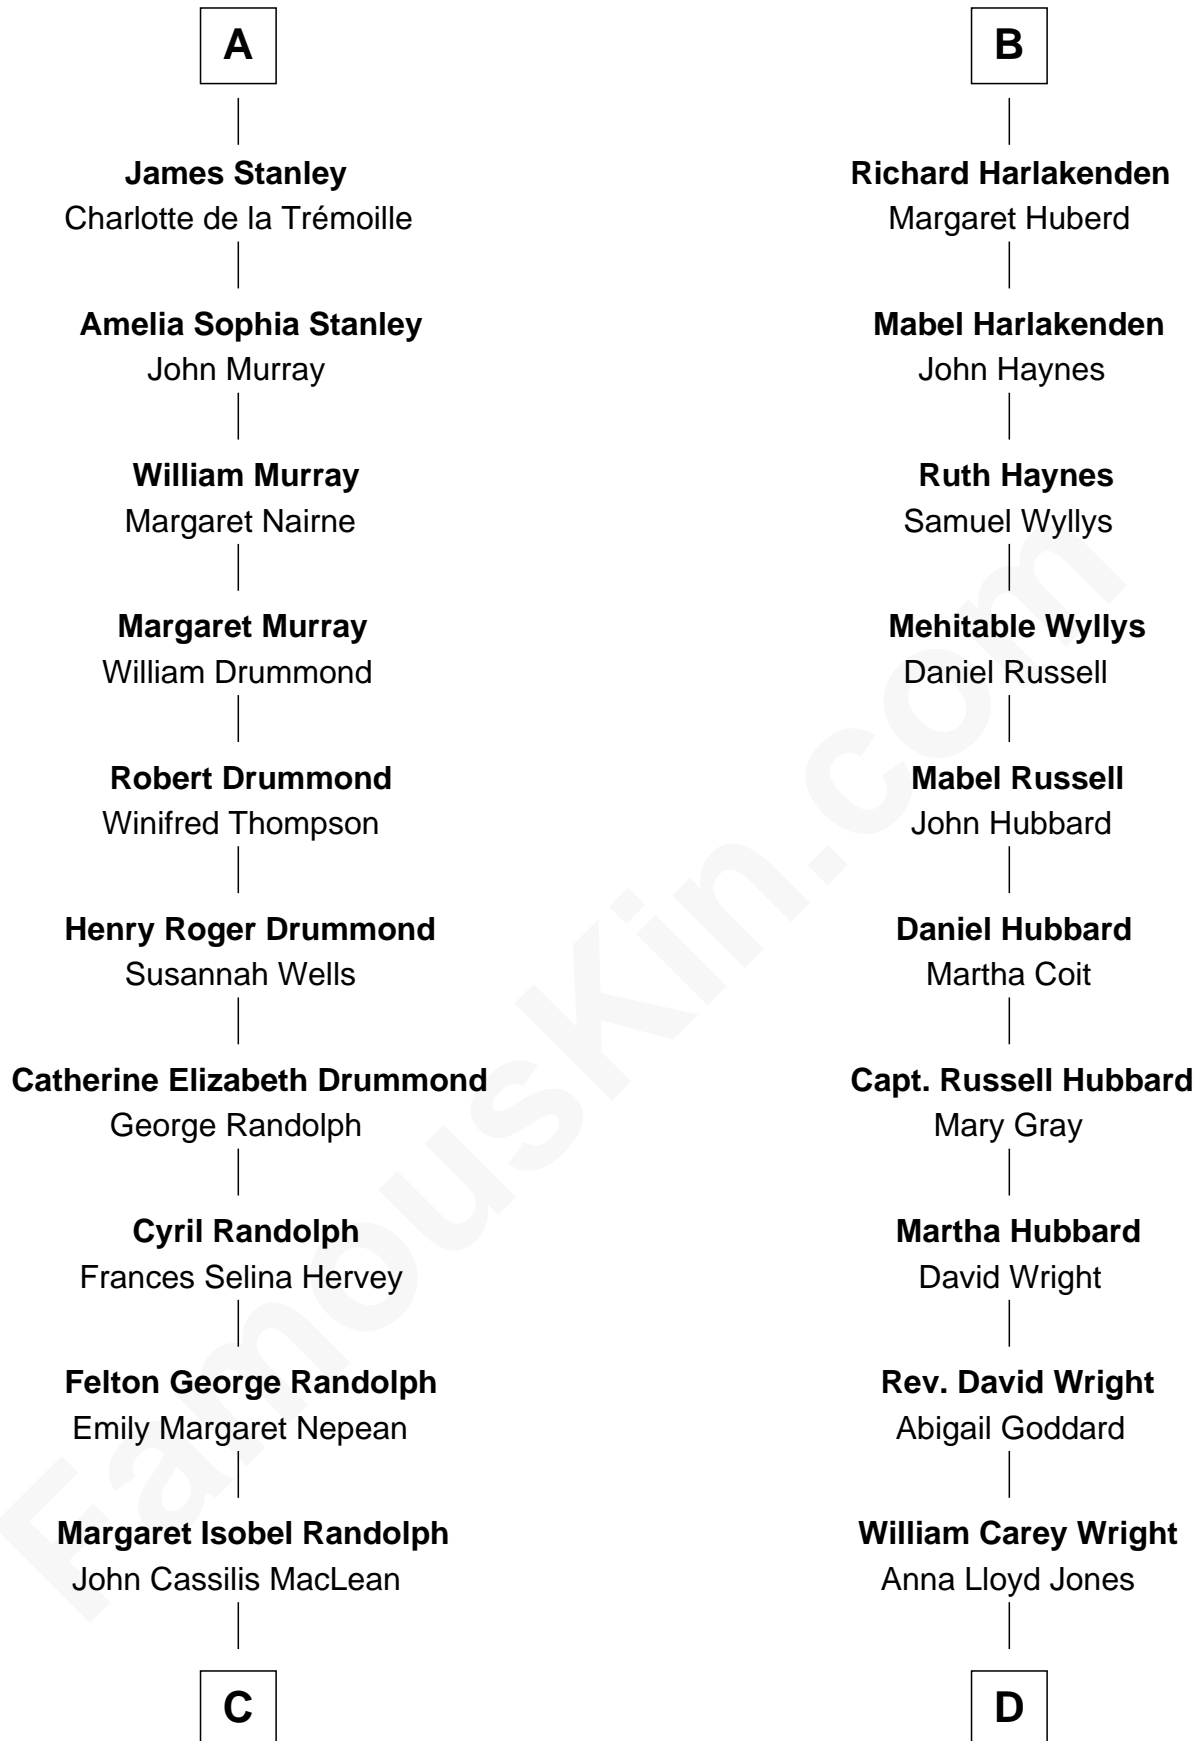 A
James Stanley
Charlotte de la Trémoille
Amelia Sophia Stanley
John Murray
William Murray
Margaret Nairne
Margaret Murray
William Drummond
Robert Drummond
Winifred Thompson
Henry Roger Drummond
Susannah Wells
Catherine Elizabeth Drummond
George Randolph
Cyril Randolph
Frances Selina Hervey
Felton George Randolph
Emily Margaret Nepean
Margaret Isobel Randolph
John Cassilis MacLean
C
B
Richard Harlakenden
Margaret Huberd
Mabel Harlakenden
John Haynes
Ruth Haynes
Samuel Wyllys
Mehitable Wyllys
Daniel Russell
Mabel Russell
John Hubbard
Daniel Hubbard
Martha Coit
Capt. Russell Hubbard
Mary Gray
Martha Hubbard
David Wright
Rev. David Wright
Abigail Goddard
William Carey Wright
Anna Lloyd Jones
D
FamousKin.com